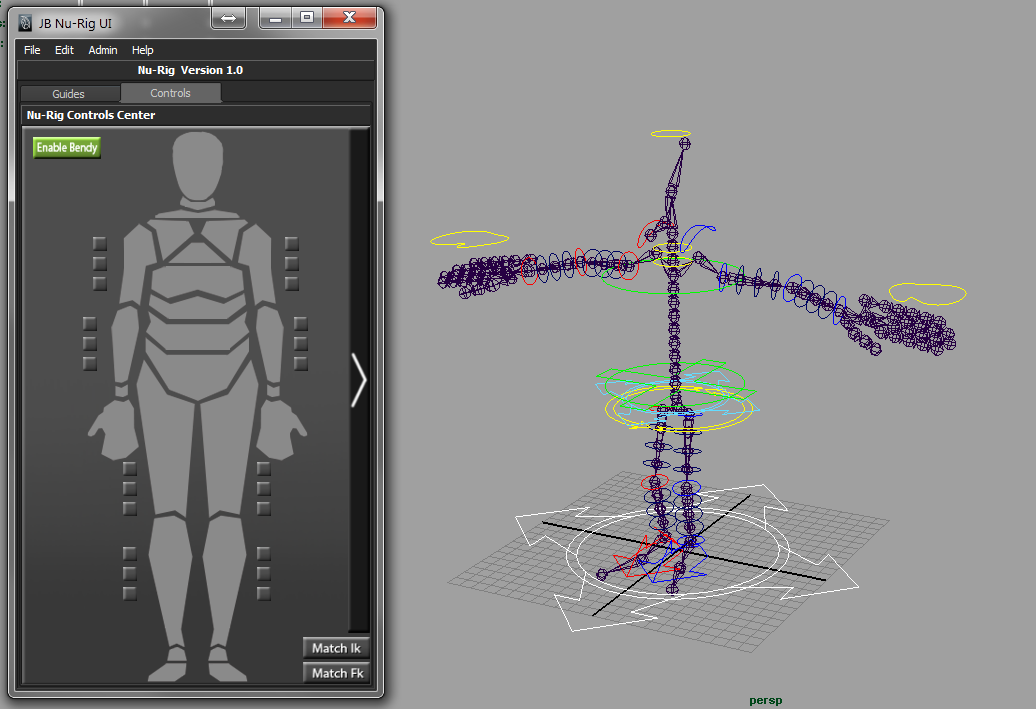 JB Nu-Rig UI
File Edit Admin Help
Nu-Rig Version 1.0
Guides Controls
Nu-Rig Controls Center
Enable Bendy
Match Ik
Match Fk
persp